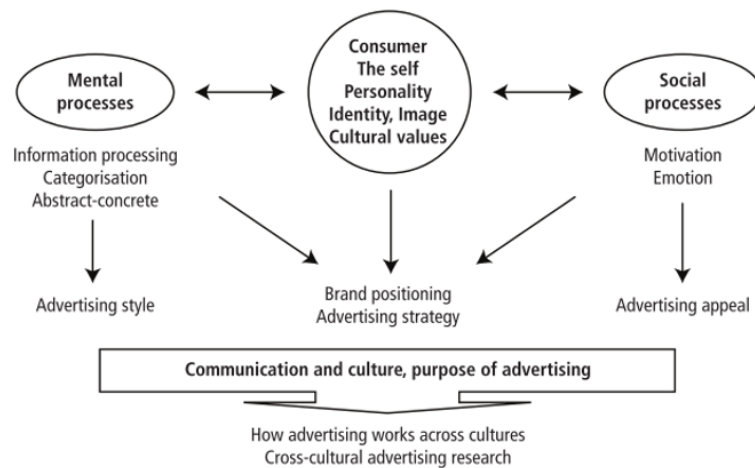 Consumer
The self
Personality
Identity, Image
Cultural values
Mental
processes
Social
processes
Information processing
Categorisation
Abstract-concrete
Motivation
Emotion
Advertising style
Brand positioning
Advertising strategy
Advertising appeal
Communication and culture, purpose of advertising
How advertising works across cultures
Cross-cultural advertising research